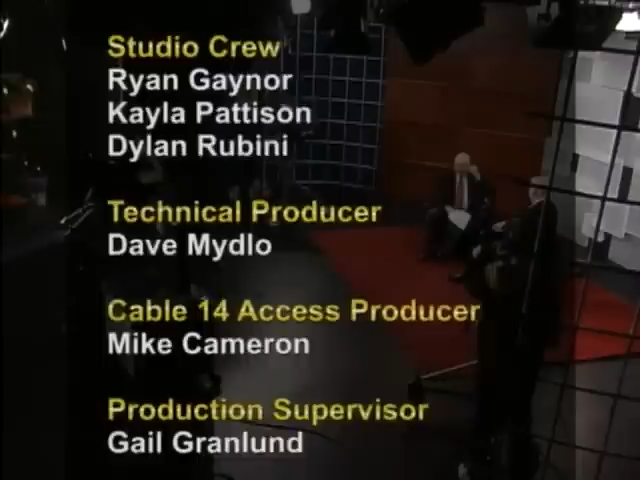 Studio Crew
Ryan Gaynor
Kayla Pattison
Dylan Rubini
Technical Producer
Dave Mydlo
Cable 14 Access Producer
Mike Cameron
Production Supervisor
Gail Granlund